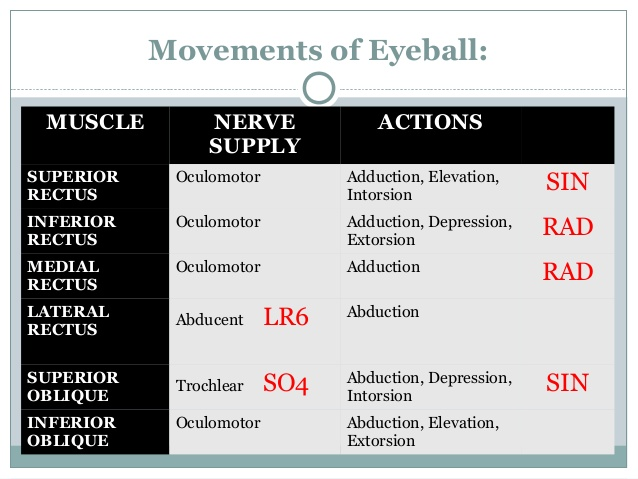 Movements of Eyeball:
MUSCLE NERVE SUPPLY ACTIONS
SUPERIOR RECTUS Oculomotor Adduction, Elevation, Intorsion SIN
INFERIOR RECTUS Oculomotor Adduction, Depression, Extorsion RAD
MEDIAL RECTUS Oculomotor Adduction RAD
LATERAL RECTUS Abducent LR6 Abduction
SUPERIOR OBLIQUE Trochlear SO4 Abduction, Depression, Intorsion SIN
INFERIOR OBLIQUE Oculomotor Abduction, Elevation, Extorsion